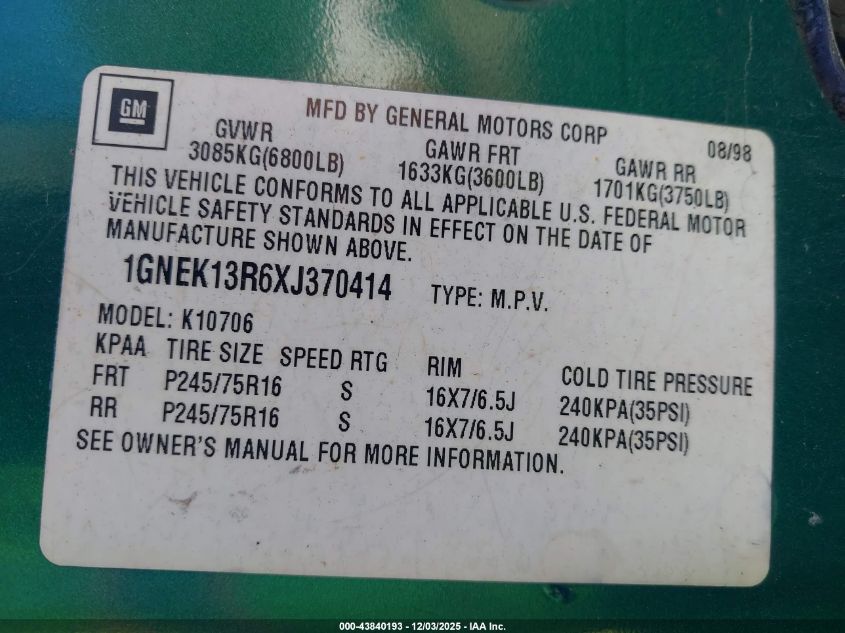 GM
MFD BY GENERAL MOTORS CORP 08/98
GVWR GAWR FRT GAWR RR
3085KG(6800LB) 1633KG(3600LB) 1701KG(3750LB)
THIS VEHICLE CONFORMS TO ALL APPLICABLE U.S. FEDERAL MOTOR
VEHICLE SAFETY STANDARDS IN EFFECT ON THE DATE OF
MANUFACTURE SHOWN ABOVE.
1GNEK13R6XJ370414 TYPE: M.P.V.
MODEL: K10706
KPAA TIRE SIZE SPEED RTG RIM COLD TIRE PRESSURE
FRT P245/75R16 S 16X7/6.5J 240KPA(35PSI)
RR P245/75R16 S 16X7/6.5J 240KPA(35PSI)
SEE OWNER'S MANUAL FOR MORE INFORMATION.
000-43840193 - 12/03/2025 - IAA Inc.